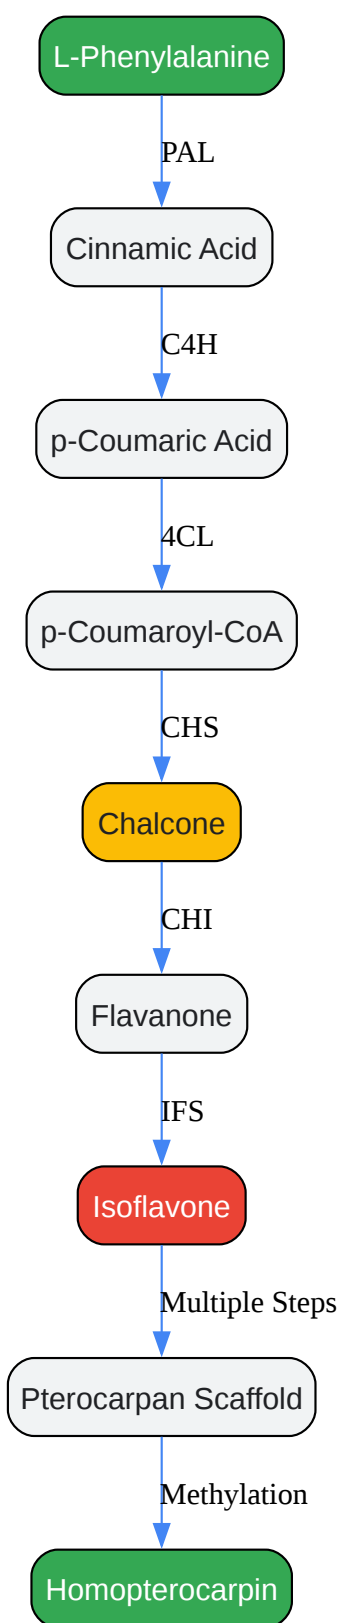 L-Phenylalanine
PAL
Cinnamic Acid
C4H
p-Coumaric Acid
4CL
p-Coumaroyl-CoA
CHS
Chalcone
CHI
Flavanone
IFS
Isoflavone
Multiple Steps
Pterocarpan Scaffold
Methylation
Homopterocarpin